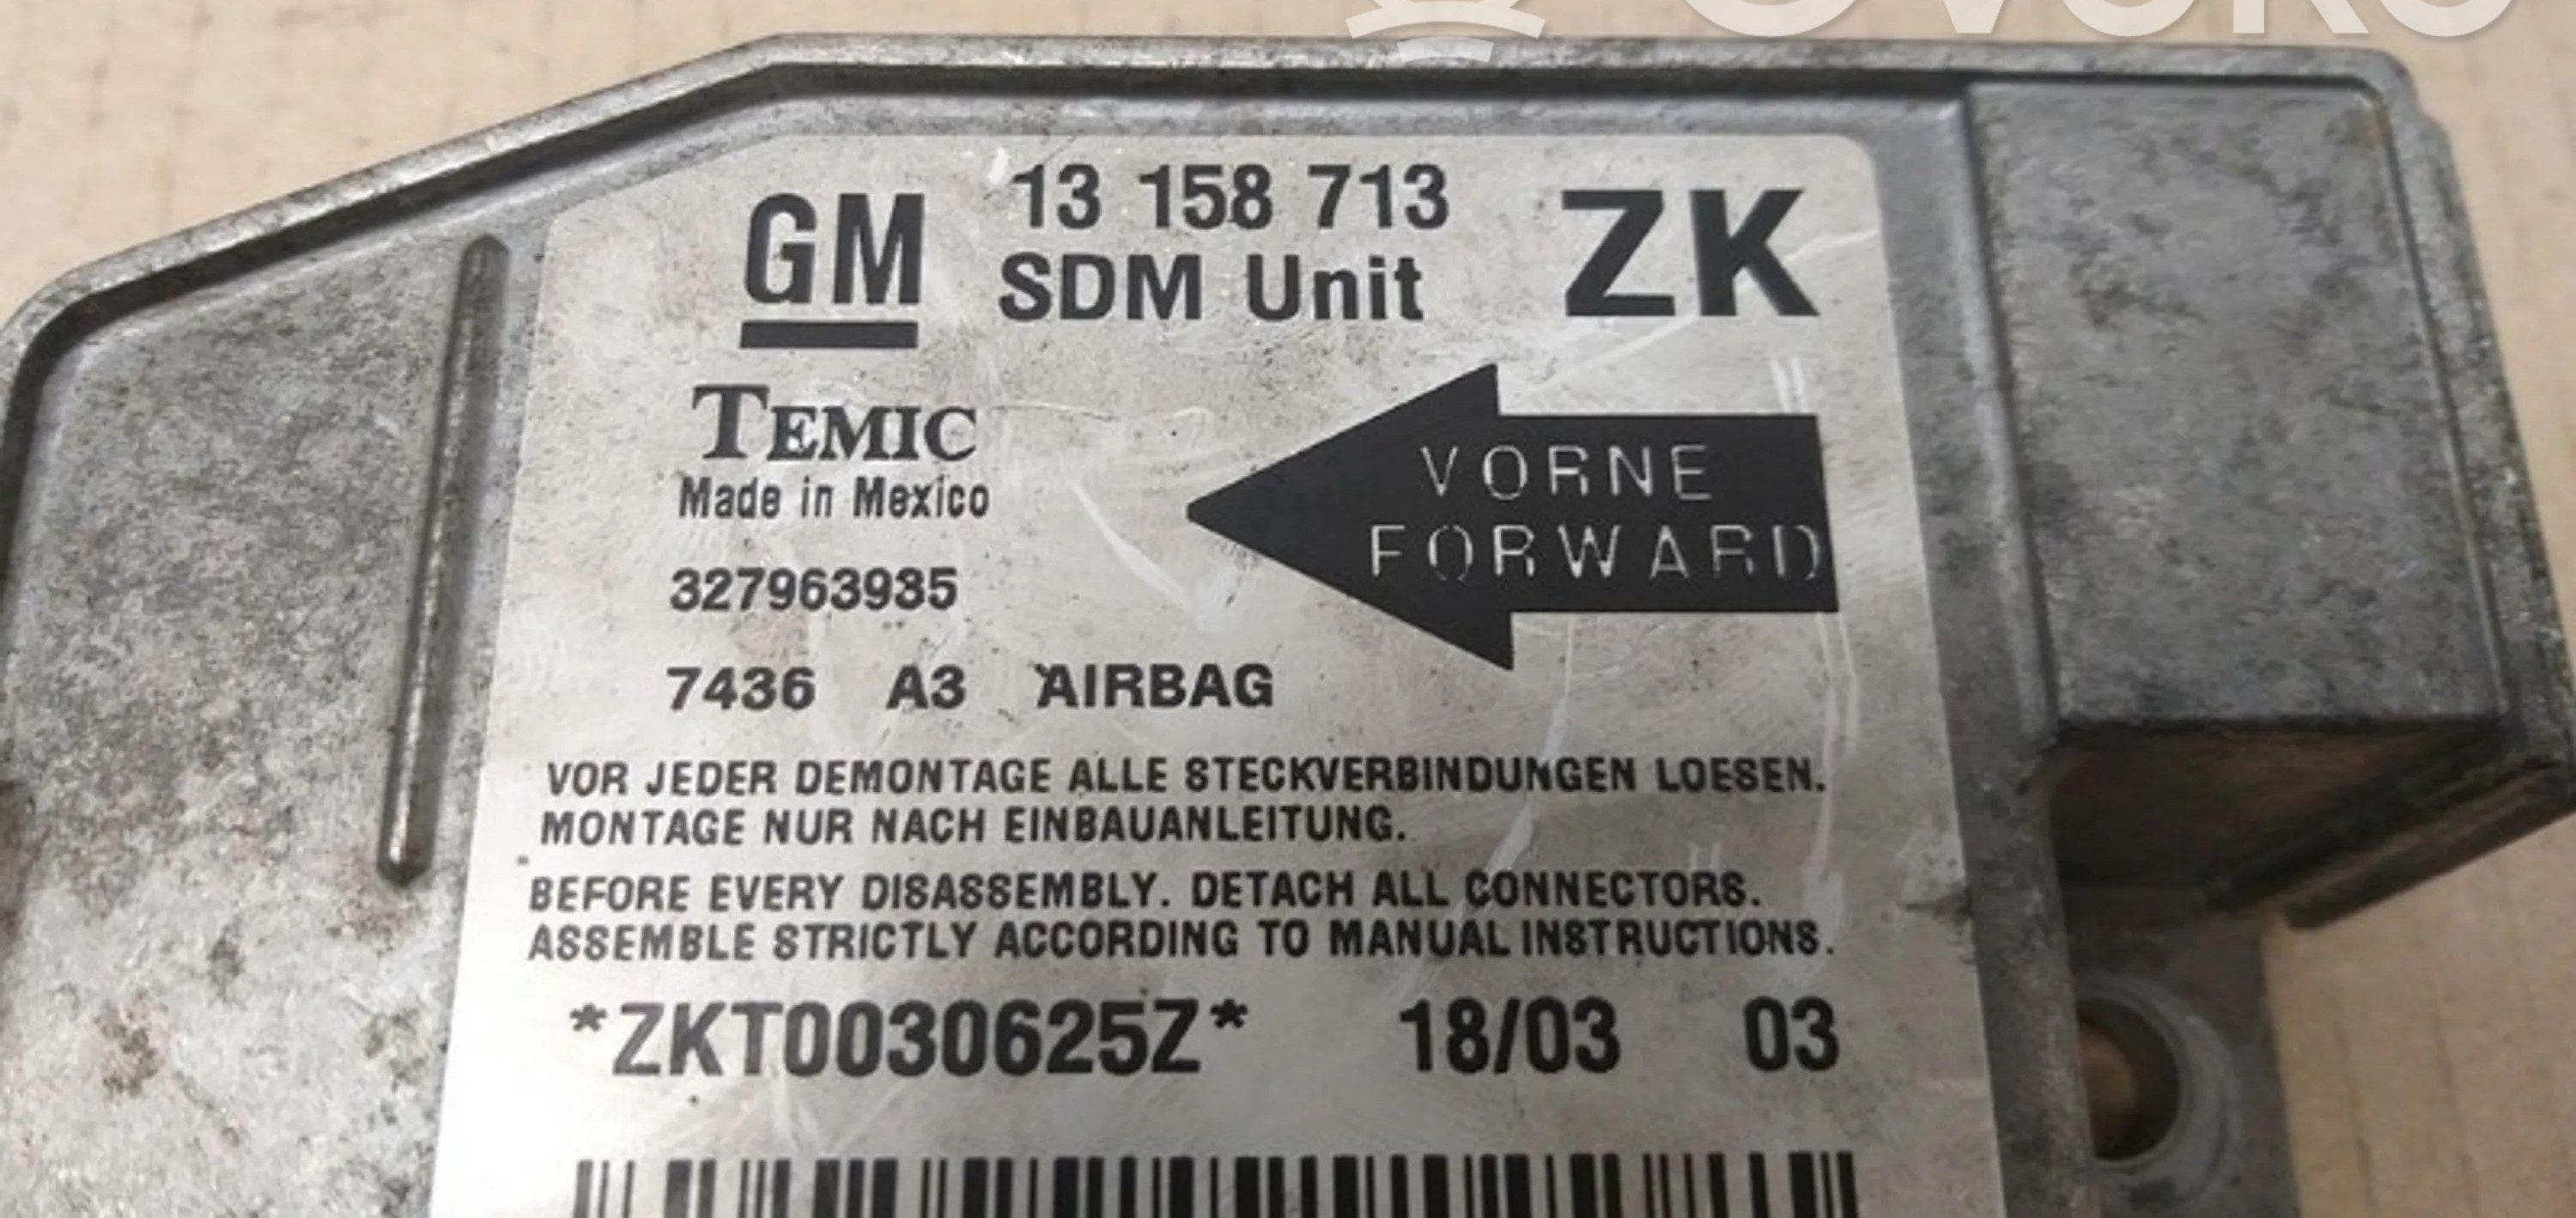 GM
13 158 713
SDM Unit
ZK
TEMIC
Made in Mexico
VORNE
FORWARD
327963935
7436 A3 AIRBAG
VOR JEDER DEMONTAGE ALLE STECKVERBINDUNGEN LOESEN.
MONTAGE NUR NACH EINBAUANLEITUNG.
BEFORE EVERY DISASSEMBLY. DETACH ALL CONNECTORS.
ASSEMBLE STRICTLY ACCORDING TO MANUAL INSTRUCTIONS.
*ZKT0030625Z* 18/03 03